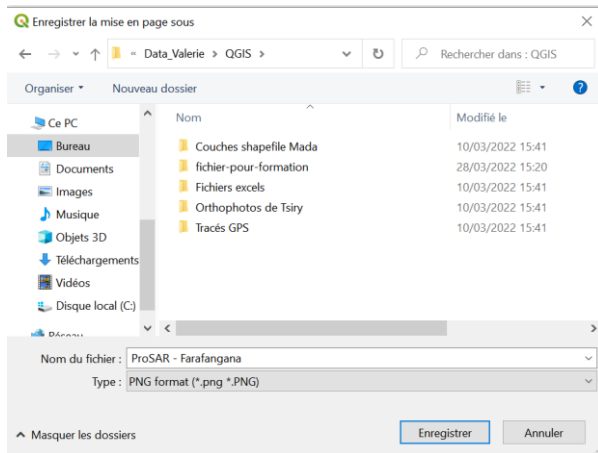 Enregistrer la mise en page sous
« Data_Valerie > QGIS >
Rechercher dans : QGIS
Organiser
Nouveau dossier
Nom
Modifié le
Ce PC
Bureau
Documents
Images
Musique
Objets 3D
Téléchargements
Vidéos
Disque local (C:)
Réseau
Couches shapefile Mada 10/03/2022 15:41
fichier-pour-formation 28/03/2022 15:20
Fichiers excels 10/03/2022 15:41
Orthophotos de Tsiry 10/03/2022 15:41
Tracés GPS 10/03/2022 15:41
Nom du fichier : ProSAR - Farafangana
Type : PNG format (*.png *.PNG)
Masquer les dossiers
Enregistrer
Annuler